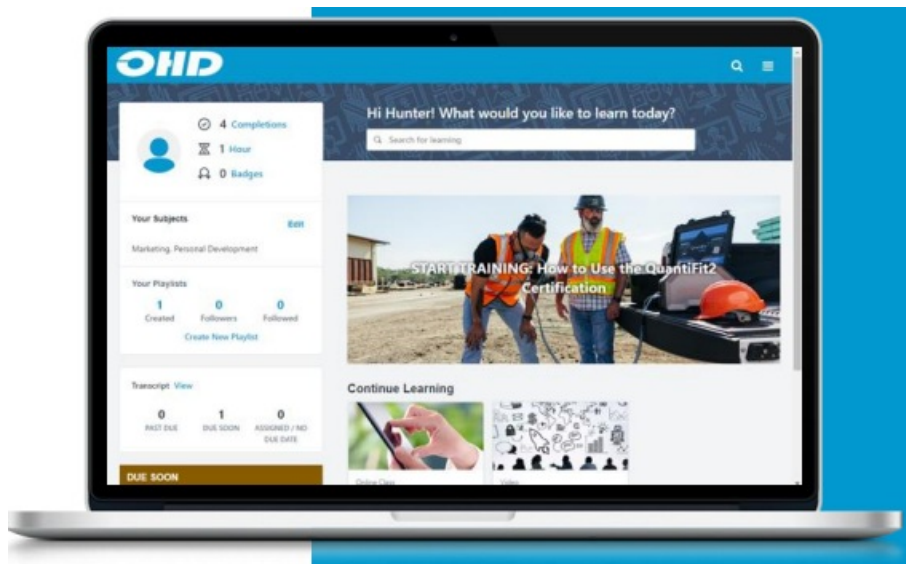 OHD
Hi Hunter! What would you like to learn today?
Search for learning
4 Completions
1 Hour
0 Badges
Your Subjects
Edit
Marketing, Personal Development
Your Playlists
1 0 0
Created Followers Followed
Create New Playlist
START TRAINING: How to Use the QuantiFit2
Certification
Transcript View
0 1 0
PAST DUE DUE SOON ASSIGNED / NO
DUE DATE
DUE SOON
Continue Learning
Online Class
Video